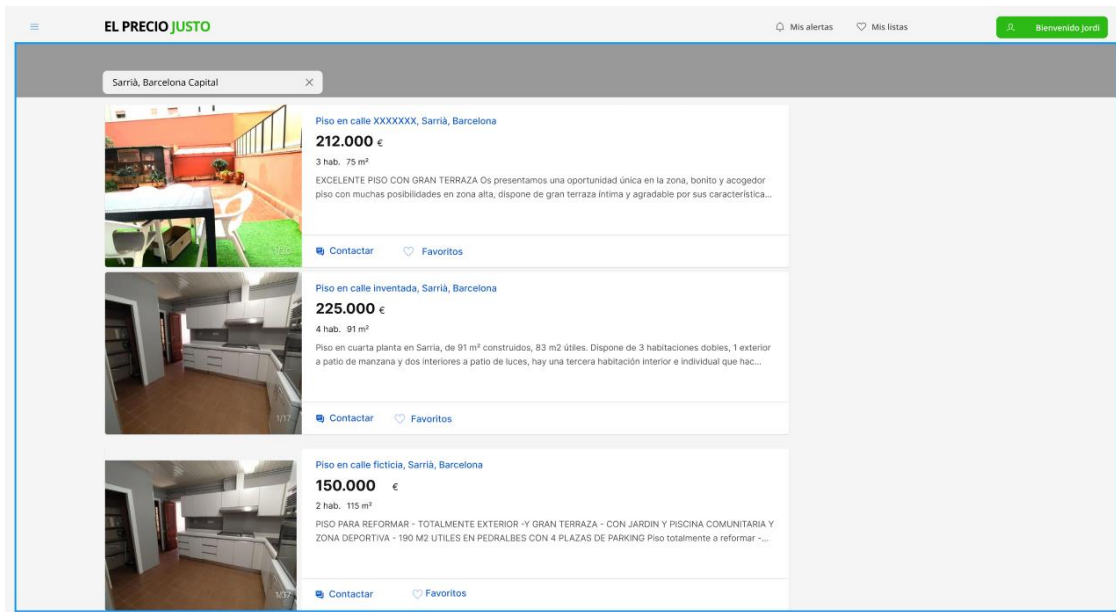 EL PRECIO JUSTO
Mis alertas
Mis listas
Bienvenido Jordi
Sarrià, Barcelona Capital
Piso en calle XXXXXXX, Sarrià, Barcelona
212.000 €
3 hab. 75 m²
EXCELENTE PISO CON GRAN TERRAZA Os presentamos una oportunidad única en la zona, bonito y acogedor
piso con muchas posibilidades en zona alta, dispone de gran terraza íntima y agradable por sus característica...
Contactar
Favoritos
Piso en calle inventada, Sarrià, Barcelona
225.000 €
4 hab. 91 m²
Piso en cuarta planta en Sarria, de 91 m² construidos, 83 m2 útiles. Dispone de 3 habitaciones dobles, 1 exterior
a patio de manzana y dos interiores a patio de luces, hay una tercera habitación interior e individual que hac...
1/17
Contactar
Favoritos
Piso en calle ficticia, Sarrià, Barcelona
150.000 €
2 hab. 115 m²
PISO PARA REFORMAR - TOTALMENTE EXTERIOR -Y GRAN TERRAZA - CON JARDIN Y PISCINA COMUNITARIA Y
ZONA DEPORTIVA - 190 M2 UTILES EN PEDRALBES CON 4 PLAZAS DE PARKING Piso totalmente a reformar -...
Contactar
Favoritos